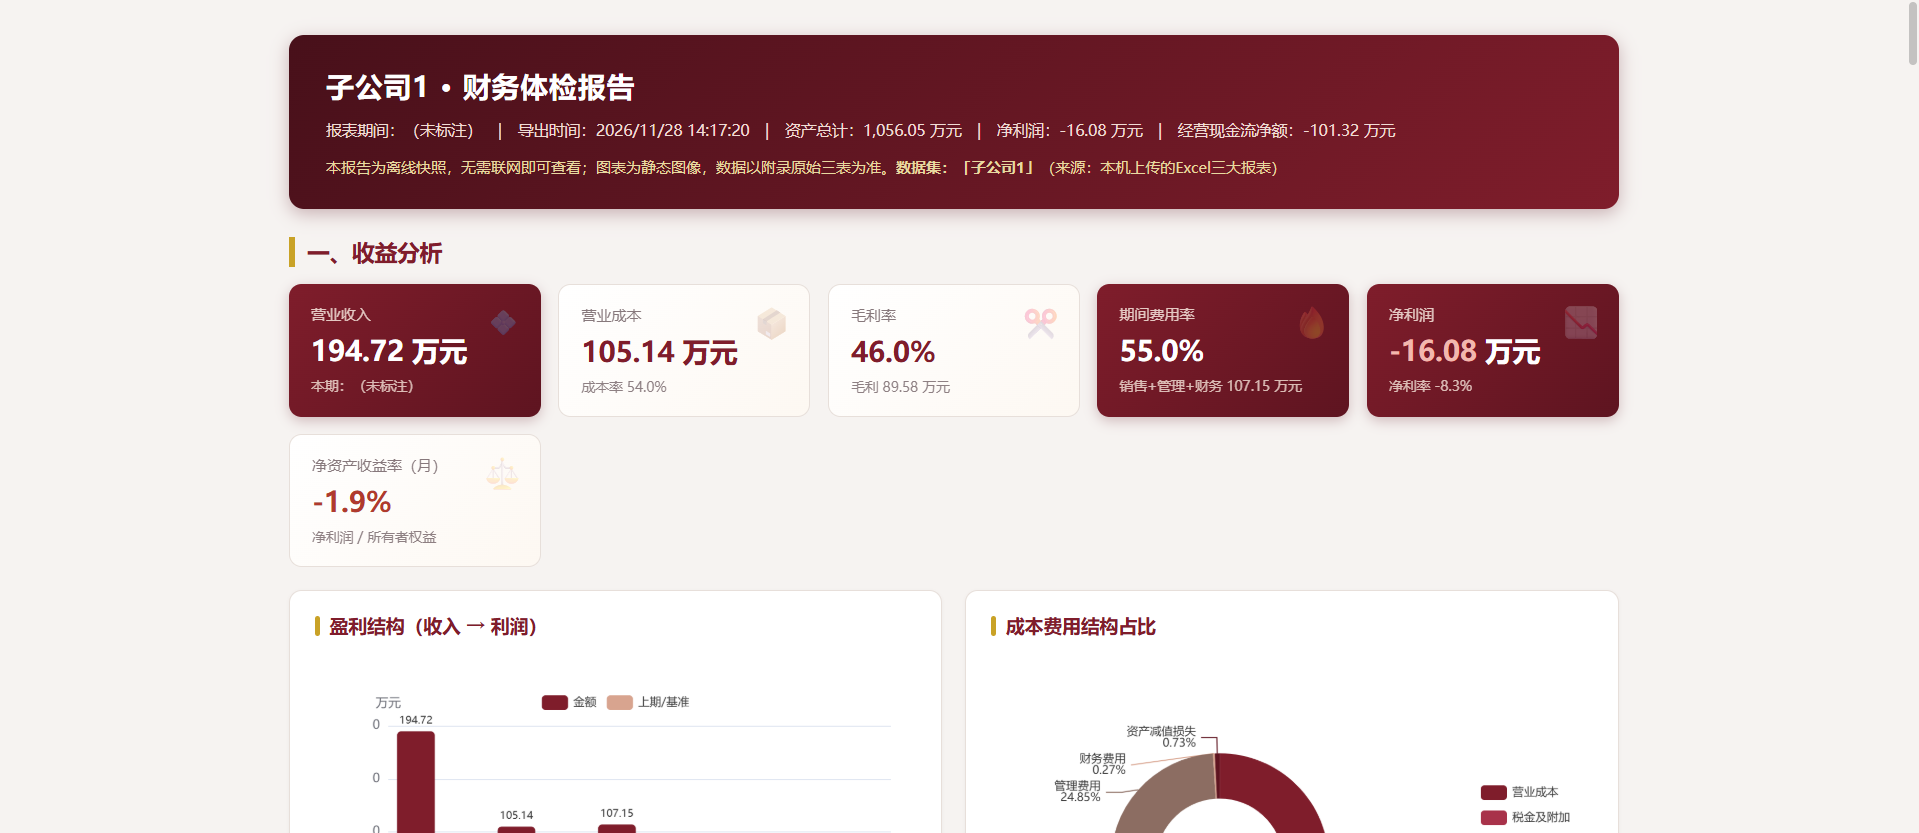 子公司1 • 财务体检报告
报表期间：（未标注） | 导出时间：2026/11/28 14:17:20 | 资产总计：1,056.05 万元 | 净利润：-16.08 万元 | 经营现金流净额：-101.32 万元
本报告为离线快照，无需联网即可查看；图表为静态图像，数据以附录原始三表为准。数据集：「子公司1」（来源：本机上传的Excel三大报表）
一、收益分析
营业收入
194.72 万元
本期：（未标注）
营业成本
105.14 万元
成本率 54.0%
毛利率
46.0%
毛利 89.58 万元
期间费用率
55.0%
销售+管理+财务 107.15 万元
净利润
-16.08 万元
净利率 -8.3%
净资产收益率（月）
-1.9%
净利润 / 所有者权益
盈利结构（收入 → 利润）
万元
金额
上期/基准
0
194.72
0
105.14
107.15
0
成本费用结构占比
资产减值损失
0.73%
财务费用
0.27%
管理费用
24.85%
营业成本
税金及附加